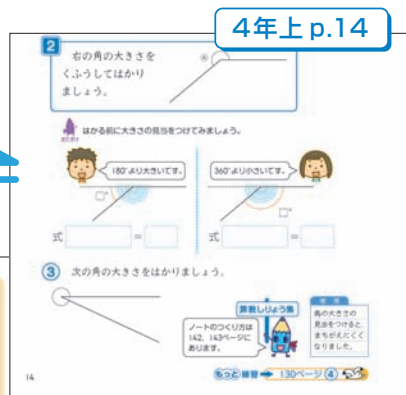 4年上 p.14
2
右の角の大きさを
くふうしてはかり
ましょう。
あ
はかる前に大きさの見当をつけてみましょう。
180°より大きいです。
360°より小さいです。
□°
□°
式
=
式
=
3 次の角の大きさをはかりましょう。
算数しりょう集
ノートのつくり方は
142、143ページに
あります。
角の大きさの
見当をつけると、
まちがえにくく
なりました。
14
もっと練習 → 130ページ 4